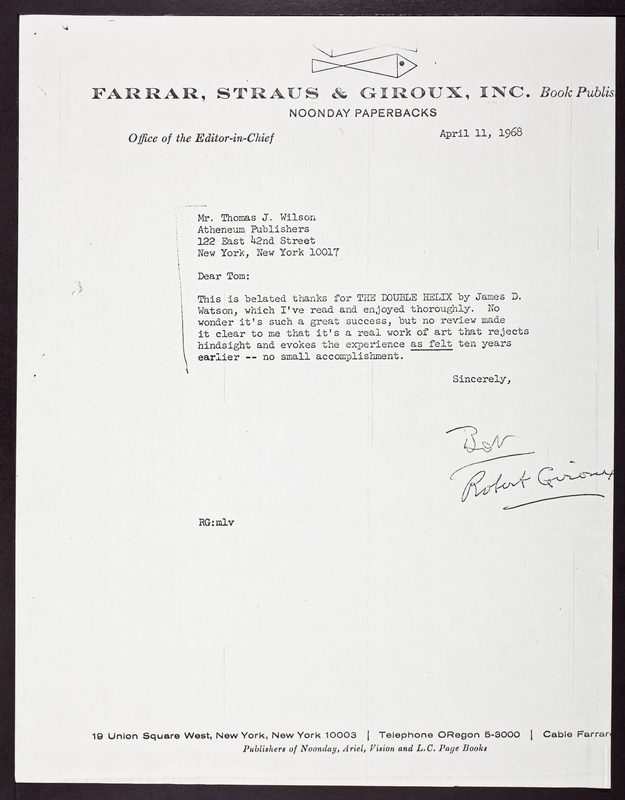 FARRAR, STRAUS & GIROUX, INC. Book Publis
NOONDAY PAPERBACKS
Office of the Editor-in-Chief
April 11, 1968
Mr. Thomas J. Wilson
Atheneum Publishers
122 East 42nd Street
New York, New York 10017
Dear Tom:
This is belated thanks for THE DOUBLE HELIX by James D.
Watson, which I've read and enjoyed thoroughly. No
wonder it's such a great success, but no review made
it clear to me that it's a real work of art that rejects
hindsight and evokes the experience as felt ten years
earlier -- no small accomplishment.
Sincerely,
Bob
Robert Giroux
RG:mlv
19 Union Square West, New York, New York 10003 | Telephone ORegon 5-3000 | Cable Farrar
Publishers of Noonday, Ariel, Vision and L.C. Page Books